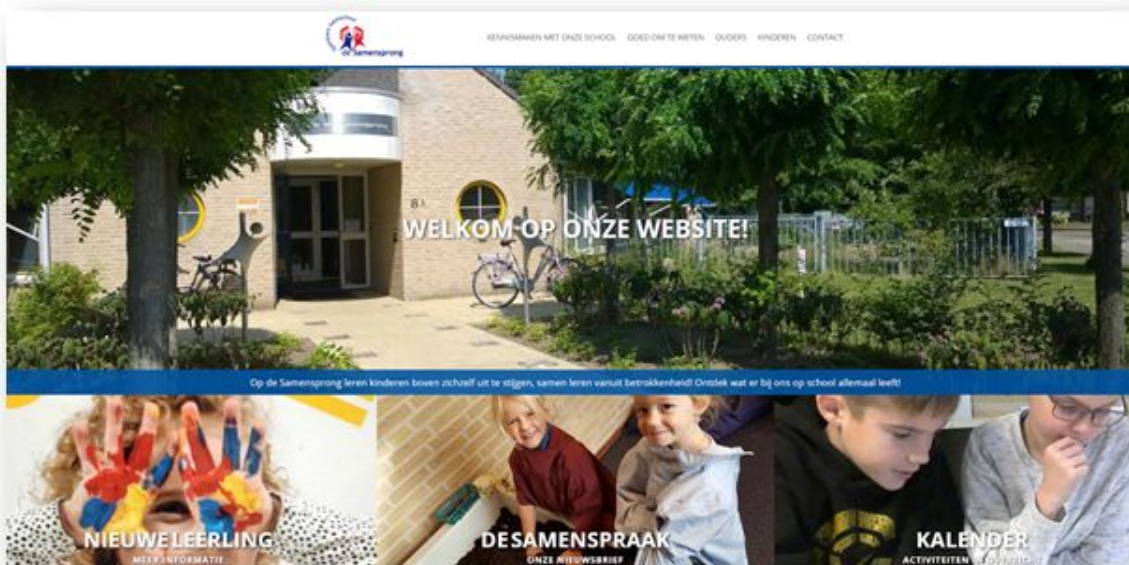 de Samensprong
KENNISMAKEN MET ONZE SCHOOL GOED OM TE WETEN OUDERS KINDEREN CONTACT
8A
WELKOM OP ONZE WEBSITE!
Op de Samensprong leren kinderen boven zichzelf uit te stijgen, samen leren vanuit betrokkenheid! Ontdek wat er bij ons op school allemaal leeft!
NIEUWE LEERLING
MEER INFORMATIE
DE SAMENSPRAAK
ONZE NIEUWSBRIEF
KALENDER
ACTIVITEITEN OVERZICHT